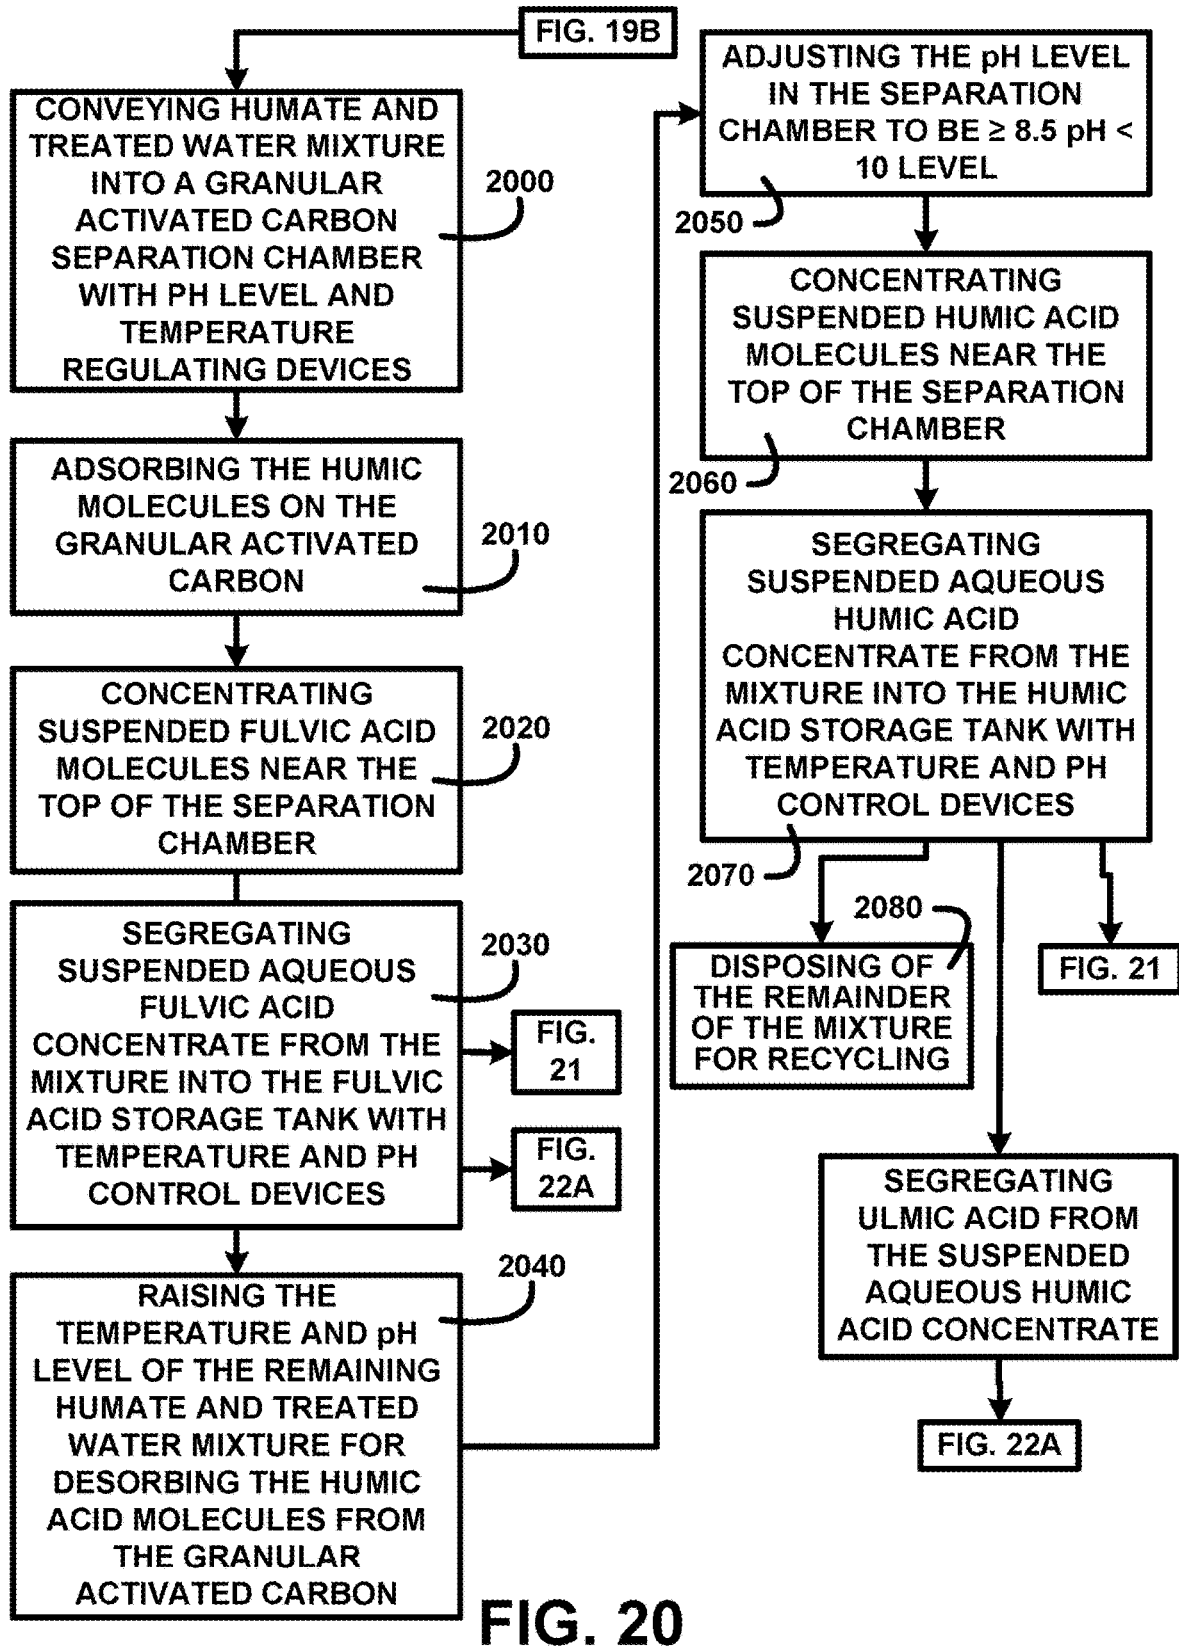 FIG. 19B
CONVEYING HUMATE AND
TREATED WATER MIXTURE
INTO A GRANULAR
ACTIVATED CARBON
SEPARATION CHAMBER
WITH PH LEVEL AND
TEMPERATURE
REGULATING DEVICES
2000
ADSORBING THE HUMIC
MOLECULES ON THE
GRANULAR ACTIVATED
CARBON
2010
CONCENTRATING
SUSPENDED FULVIC ACID
MOLECULES NEAR THE
TOP OF THE SEPARATION
CHAMBER
2020
SEGREGATING
SUSPENDED AQUEOUS
FULVIC ACID
CONCENTRATE FROM THE
MIXTURE INTO THE FULVIC
ACID STORAGE TANK WITH
TEMPERATURE AND PH
CONTROL DEVICES
2030
FIG.
21
FIG.
22A
RAISING THE
TEMPERATURE AND pH
LEVEL OF THE REMAINING
HUMATE AND TREATED
WATER MIXTURE FOR
DESORBING THE HUMIC
ACID MOLECULES FROM
THE GRANULAR
ACTIVATED CARBON
2040
ADJUSTING THE pH LEVEL
IN THE SEPARATION
CHAMBER TO BE ≥ 8.5 pH <
10 LEVEL
2050
CONCENTRATING
SUSPENDED HUMIC ACID
MOLECULES NEAR THE
TOP OF THE SEPARATION
CHAMBER
2060
SEGREGATING
SUSPENDED AQUEOUS
HUMIC ACID
CONCENTRATE FROM THE
MIXTURE INTO THE HUMIC
ACID STORAGE TANK WITH
TEMPERATURE AND PH
CONTROL DEVICES
2070
2080
DISPOSING OF
THE REMAINDER
OF THE MIXTURE
FOR RECYCLING
FIG. 21
SEGREGATING
ULMIC ACID FROM
THE SUSPENDED
AQUEOUS HUMIC
ACID CONCENTRATE
FIG. 22A
FIG. 20